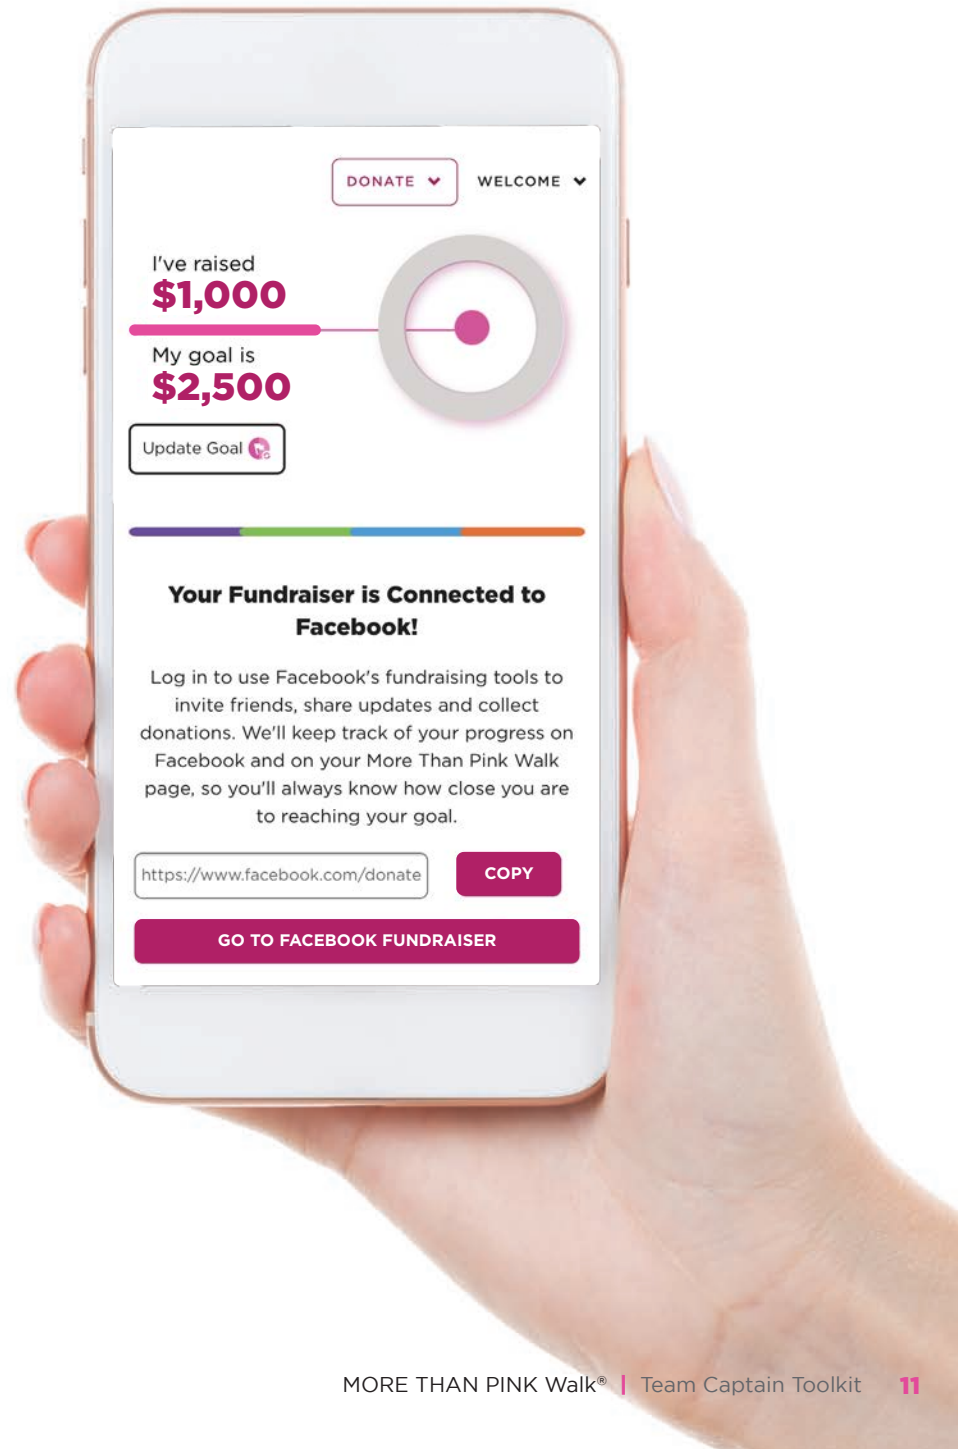 DONATE WELCOME
I've raised
$1,000
My goal is
$2,500
Update Goal
Your Fundraiser is Connected to
Facebook!
Log in to use Facebook's fundraising tools to
invite friends, share updates and collect
donations. We'll keep track of your progress on
Facebook and on your More Than Pink Walk
page, so you'll always know how close you are
to reaching your goal.
https://www.facebook.com/donate COPY
GO TO FACEBOOK FUNDRAISER
MORE THAN PINK Walk® | Team Captain Toolkit 11